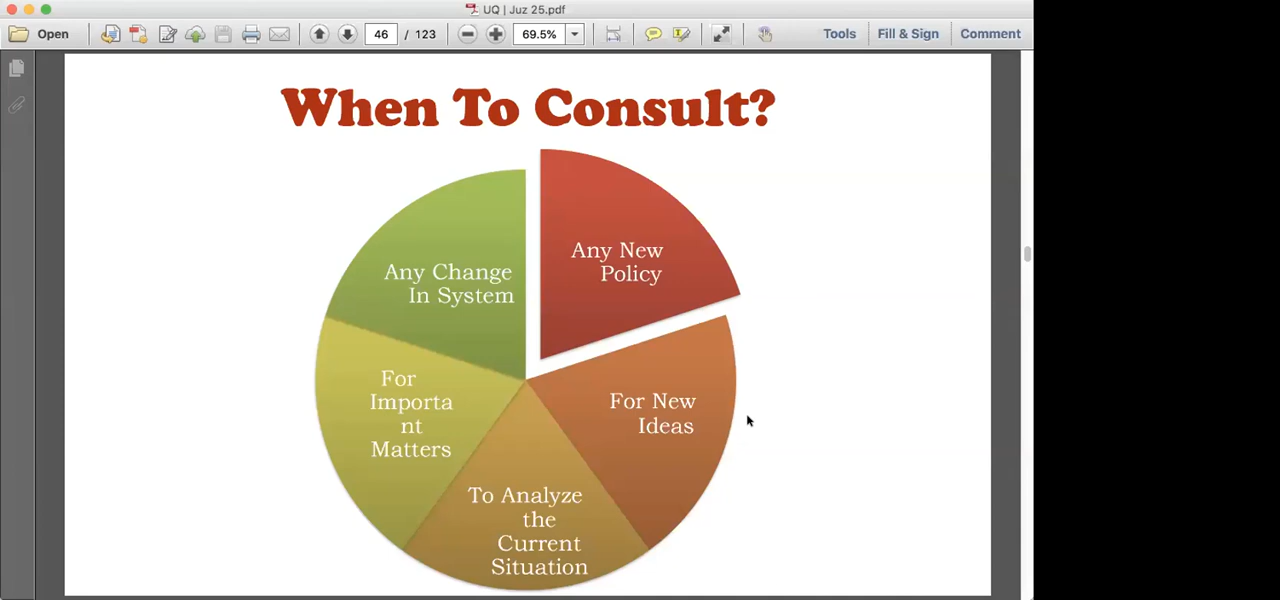 UQ | Juz 25.pdf
Open
46 / 123
69.5%
Tools
Fill & Sign
Comment
When To Consult?
Any New
Policy
For New
Ideas
To Analyze
the
Current
Situation
For
Importa
nt
Matters
Any Change
In System